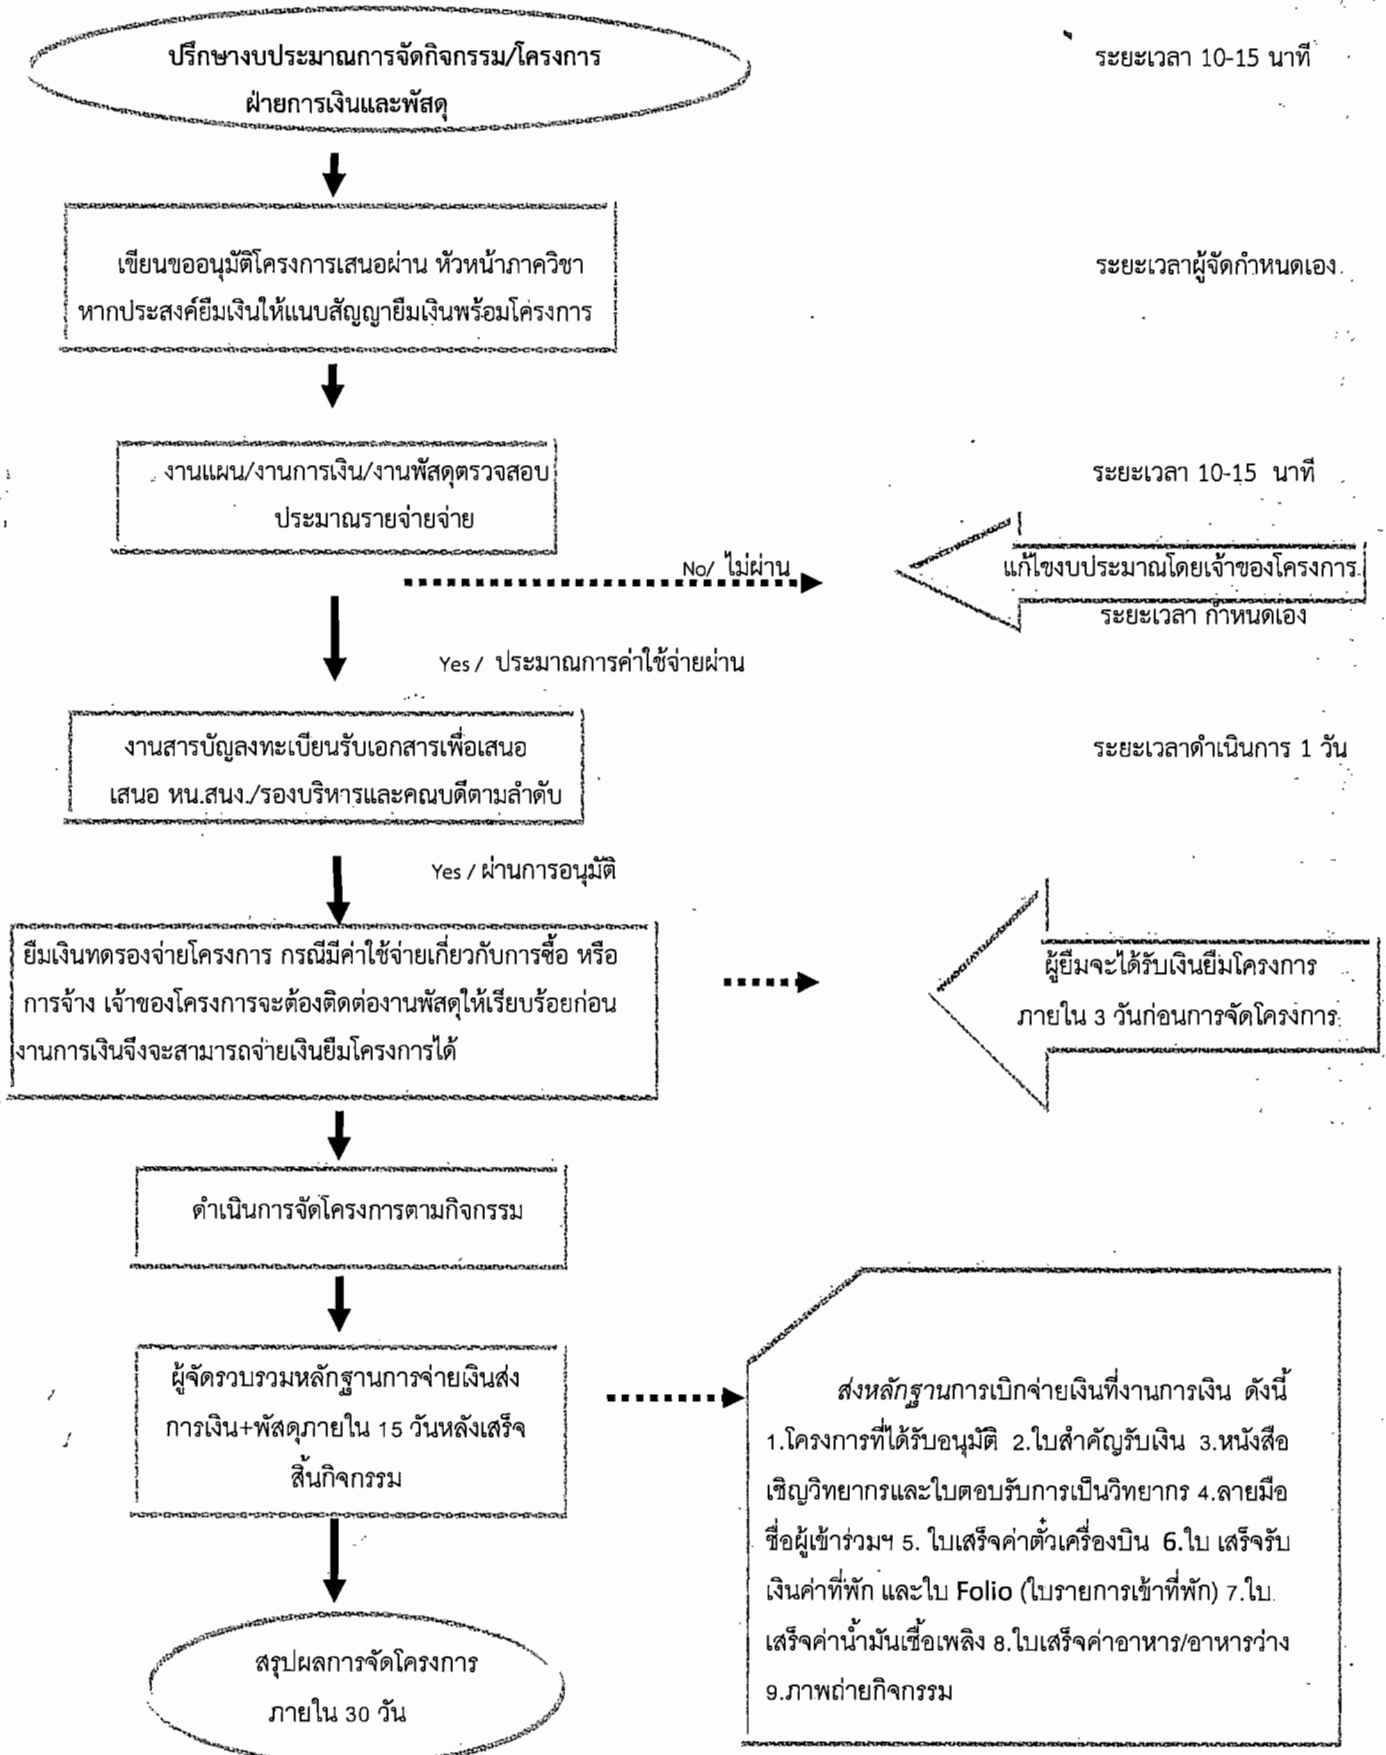 ปรึกษางบประมาณการจัดกิจกรรม/โครงการ
ฝ่ายการเงินและพัสดุ
ระยะเวลา 10-15 นาที
เขียนขออนุมัติโครงการเสนอผ่าน หัวหน้าภาควิชา
หากประสงค์ยืมเงินให้แนบสัญญายืมเงินพร้อมโครงการ
ระยะเวลาผู้จัดกำหนดเอง
งานแผน/งานการเงิน/งานพัสดุตรวจสอบ
ประมาณรายจ่ายจ่าย
ระยะเวลา 10-15 นาที
No/ ไม่ผ่าน
แก้ไขงบประมาณโดยเจ้าของโครงการ
ระยะเวลา กำหนดเอง
Yes / ประมาณการค่าใช้จ่ายผ่าน
งานสารบัญลงทะเบียนรับเอกสารเพื่อเสนอ
เสนอ หน.สนง./รองบริหารและคณบดีตามลำดับ
ระยะเวลาดำเนินการ 1 วัน
Yes / ผ่านการอนุมัติ
ยืมเงินทดรองจ่ายโครงการ กรณีมีค่าใช้จ่ายเกี่ยวกับการซื้อ หรือ
การจ้าง เจ้าของโครงการจะต้องติดต่องานพัสดุให้เรียบร้อยก่อน
งานการเงินจึงจะสามารถจ่ายเงินยืมโครงการได้
ผู้ยืมจะได้รับเงินยืมโครงการ
ภายใน 3 วันก่อนการจัดโครงการ
ดำเนินการจัดโครงการตามกิจกรรม
ผู้จัดรวบรวมหลักฐานการจ่ายเงินส่ง
การเงิน+พัสดุภายใน 15 วันหลังเสร็จ
สิ้นกิจกรรม
ส่งหลักฐานการเบิกจ่ายเงินที่งานการเงิน ดังนี้
1.โครงการที่ได้รับอนุมัติ 2.ใบสำคัญรับเงิน 3.หนังสือ
เชิญวิทยากรและใบตอบรับการเป็นวิทยากร 4.ลายมือ
ชื่อผู้เข้าร่วมฯ 5. ใบเสร็จค่าตั๋วเครื่องบิน 6.ใบ เสร็จรับ
เงินค่าที่พัก และใบ Folio (ใบรายการเข้าที่พัก) 7.ใบ
เสร็จค่าน้ำมันเชื้อเพลิง 8.ใบเสร็จค่าอาหาร/อาหารว่าง
9.ภาพถ่ายกิจกรรม
สรุปผลการจัดโครงการ
ภายใน 30 วัน